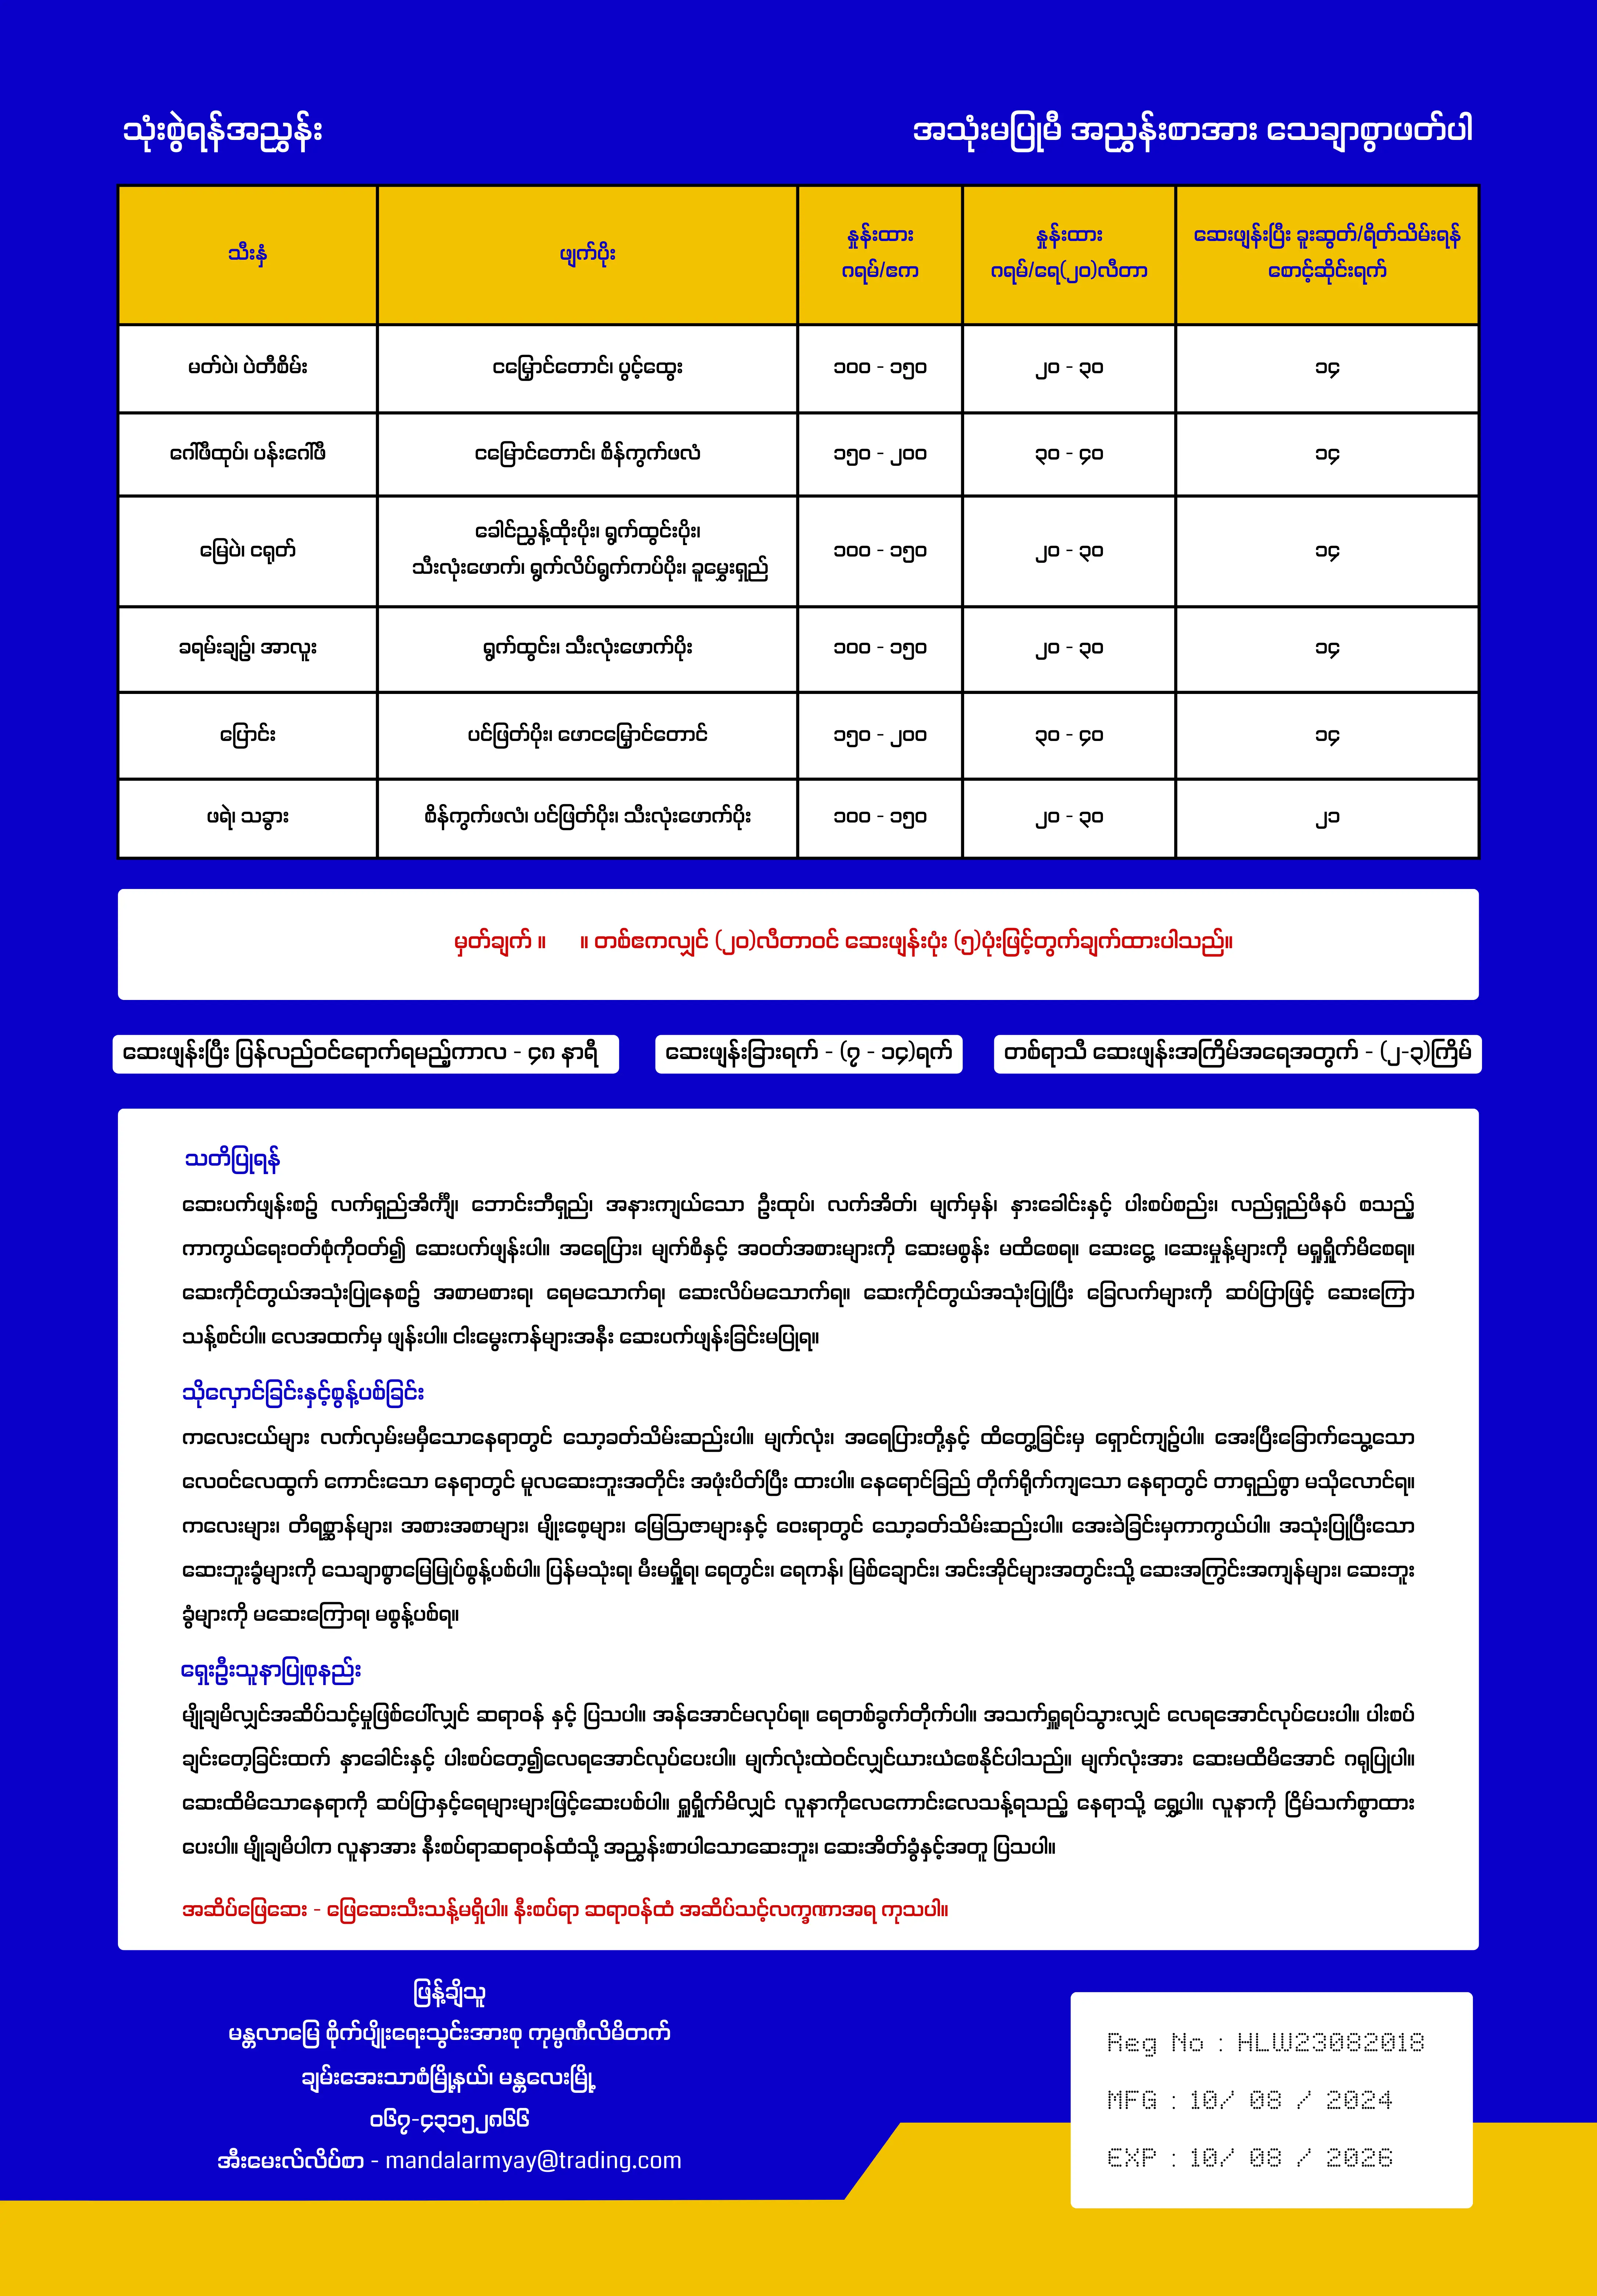 သုံးစွဲရန်အညွှန်း
အသုံးမပြုမီ အညွှန်းစာအား သေချာစွာဖတ်ပါ
သီးနှံ
ဖျက်ပိုး
နှုန်းထား
ဂရမ်/ဧက
နှုန်းထား
ဂရမ်/ရေ(၂၀)လီတာ
ဆေးဖျန်းပြီး ခူးဆွတ်/ရိတ်သိမ်းရန်
စောင့်ဆိုင်းရက်
မတ်ပဲ၊ ပဲတီစိမ်း
ငမြှောင်တောင်၊ ပွင့်ထွေး
၁၀၀ - ၁၅၀
၂၀ - ၃၀
၁၄
ဂေါ်ဖီထုပ်၊ ပန်းဂေါ်ဖီ
ငမြောင်တောင်၊ စိန်ကွက်ဖလံ
၁၅၀ - ၂၀၀
၃၀ - ၄၀
၁၄
မြေပဲ၊ ငရုတ်
ခေါင်ညွှန့်ထိုးပိုး၊ ရွက်ထွင်းပိုး၊
သီးလုံးဖောက်၊ ရွက်လိပ်ရွက်ကပ်ပိုး၊ ခူမွှေးရှည်
၁၀၀ - ၁၅၀
၂၀ - ၃၀
၁၄
ခရမ်းချဥ်၊ အာလူး
ရွက်ထွင်း၊ သီးလုံးဖောက်ပိုး
၁၀၀ - ၁၅၀
၂၀ - ၃၀
၁၄
ပြောင်း
ပင်ဖြတ်ပိုး၊ ဖောငမြှောင်တောင်
၁၅၀ - ၂၀၀
၃၀ - ၄၀
၁၄
ဖရဲ၊ သခွား
စိန်ကွက်ဖလံ၊ ပင်ဖြတ်ပိုး၊ သီးလုံးဖောက်ပိုး
၁၀၀ - ၁၅၀
၂၀ - ၃၀
၂၁
မှတ်ချက် ။ ။ တစ်ဧကလျှင် (၂၀)လီတာဝင် ဆေးဖျန်းပုံး (၅)ပုံးဖြင့်တွက်ချက်ထားပါသည်။
ဆေးဖျန်းပြီး ပြန်လည်ဝင်ရောက်ရမည့်ကာလ - ၄၈ နာရီ
ဆေးဖျန်းခြားရက် - (၇ - ၁၄)ရက်
တစ်ရာသီ ဆေးဖျန်းအကြိမ်အရေအတွက် - (၂-၃)ကြိမ်
သတိပြုရန်
ဆေးပက်ဖျန်းစဥ် လက်ရှည်အိင်္ကျီ၊ ဘောင်းဘီရှည်၊ အနားကျယ်သော ဦးထုပ်၊ လက်အိတ်၊ မျက်မှန်၊ နှားခေါင်းနှင့် ပါးစပ်စည်း၊ လည်ရှည်ဖိနပ် စသည့်
ကာကွယ်ရေးဝတ်စုံကိုဝတ်၍ ဆေးပက်ဖျန်းပါ။ အရေပြား၊ မျက်စိနှင့် အဝတ်အစားများကို ဆေးမစွန်း မထိစေရ။ ဆေးငွေ့ ၊ဆေးမှုန့်များကို မရှုရှိုက်မိစေရ။
ဆေးကိုင်တွယ်အသုံးပြုနေစဥ် အစာမစားရ၊ ရေမသောက်ရ၊ ဆေးလိပ်မသောက်ရ။ ဆေးကိုင်တွယ်အသုံးပြုပြီး ခြေလက်များကို ဆပ်ပြာဖြင့် ဆေးကြော
သန့်စင်ပါ။ လေအထက်မှ ဖျန်းပါ။ ငါးမွေးကန်များအနီး ဆေးပက်ဖျန်းခြင်းမပြုရ။
သိုလှောင်ခြင်းနှင့်စွန့်ပစ်ခြင်း
ကလေးငယ်များ လက်လှမ်းမမှီသောနေရာတွင် သော့ခတ်သိမ်းဆည်းပါ။ မျက်လုံး၊ အရေပြားတို့နှင့် ထိတွေ့ခြင်းမှ ရှောင်ကျဥ်ပါ။ အေးပြီးခြောက်သွေ့သော
လေဝင်လေထွက် ကောင်းသော နေရာတွင် မူလဆေးဘူးအတိုင်း အဖုံးပိတ်ပြီး ထားပါ။ နေရောင်ခြည် တိုက်ရိုက်ကျသော နေရာတွင် တာရှည်စွာ မသိုလောင်ရ။
ကလေးများ၊ တိရစ္ဆာန်များ၊ အစားအစာများ၊ မျိုးစေ့များ၊ မြေဩဇာများနှင့် ဝေးရာတွင် သော့ခတ်သိမ်းဆည်းပါ။ အေးခဲခြင်းမှကာကွယ်ပါ။ အသုံးပြုပြီးသော
ဆေးဘူးခွံများကို သေချာစွာမြေမြုပ်စွန့်ပစ်ပါ။ ပြန်မသုံးရ၊ မီးမရှို့ရ၊ ရေတွင်း၊ ရေကန်၊ မြစ်ချောင်း၊ အင်းအိုင်များအတွင်းသို့ ဆေးအကြွင်းအကျန်များ၊ ဆေးဘူး
ခွံများကို မဆေးကြောရ၊ မစွန့်ပစ်ရ။
ရှေးဦးသူနာပြုစုနည်း
မျိုချမိလျှင်အဆိပ်သင့်မှုဖြစ်ပေါ်လျှင် ဆရာဝန် နှင့် ပြသပါ။ အန်အောင်မလုပ်ရ။ ရေတစ်ခွက်တိုက်ပါ။ အသက်ရှူရပ်သွားလျှင် လေရအောင်လုပ်ပေးပါ။ ပါးစပ်
ချင်းတေ့ခြင်းထက် နှာခေါင်းနှင့် ပါးစပ်တေ့၍လေရအောင်လုပ်ပေးပါ။ မျက်လုံးထဲဝင်လျှင်ယားယံစေနိုင်ပါသည်။ မျက်လုံးအား ဆေးမထိမိအောင် ဂရုပြုပါ။
ဆေးထိမိသောနေရာကို ဆပ်ပြာနှင့်ရေများများဖြင့်ဆေးပစ်ပါ။ ရှူရှိုက်မိလျှင် လူနာကိုလေကောင်းလေသန့်ရသည့် နေရာသို့ ရွှေ့ပါ။ လူနာကို ငြိမ်သက်စွာထား
ပေးပါ။ မျိုချမိပါက လူနာအား နီးစပ်ရာဆရာဝန်ထံသို့ အညွှန်းစာပါသောဆေးဘူး၊ ဆေးအိတ်ခွံနှင့်အတူ ပြသပါ။
အဆိပ်ဖြေဆေး - ဖြေဆေးသီးသန့်မရှိပါ။ နီးစပ်ရာ ဆရာဝန်ထံ အဆိပ်သင့်လက္ခဏာအရ ကုသပါ။
ဖြန့်ချိသူ
မန္တလာမြေ စိုက်ပျိုးရေးသွင်းအားစု ကုမ္ပဏီလိမိတက်
ချမ်းအေးသာစံမြို့နယ်၊ မန္တလေးမြို့
၀၆၇-၄၃၁၅၂၈၆၆
အီးမေးလ်လိပ်စာ - mandalarmyay@trading.com
Reg No : HLW23082018
MFG : 10/ 08 / 2024
EXP : 10/ 08 / 2026